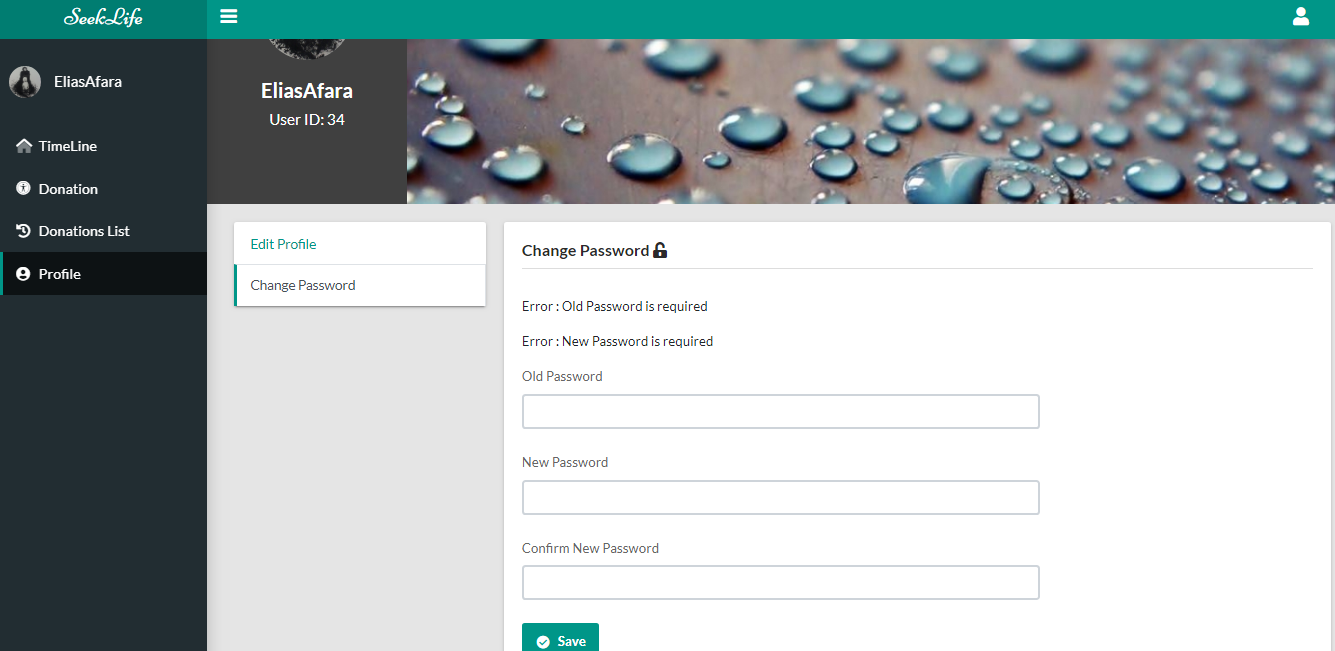 SeekLife
EliasAfara
TimeLine
Donation
Donations List
Profile
EliasAfara
User ID: 34
Edit Profile
Change Password
Change Password
Error : Old Password is required
Error : New Password is required
Old Password
New Password
Confirm New Password
Save